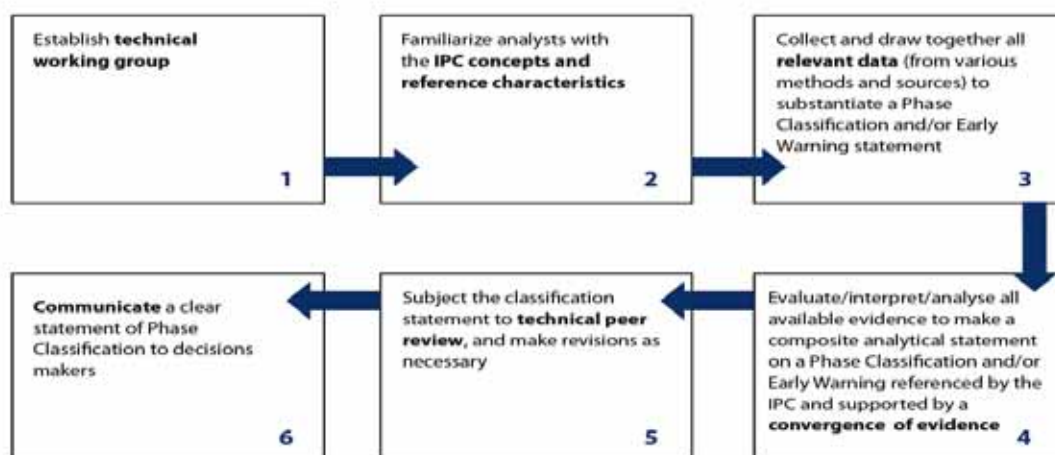 Establish technical
working group
1
Familiarize analysts with
the IPC concepts and
reference characteristics
2
Collect and draw together all
relevant data (from various
methods and sources) to
substantiate a Phase
Classification and/or Early
Warning statement
3
Evaluate/interpret/analyse all
available evidence to make a
composite analytical statement
on a Phase Classification and/or
Early Warning referenced by the
IPC and supported by a
convergence of evidence
4
Subject the classification
statement to technical peer
review, and make revisions as
necessary
5
Communicate a clear
statement of Phase
Classification to decisions
makers
6